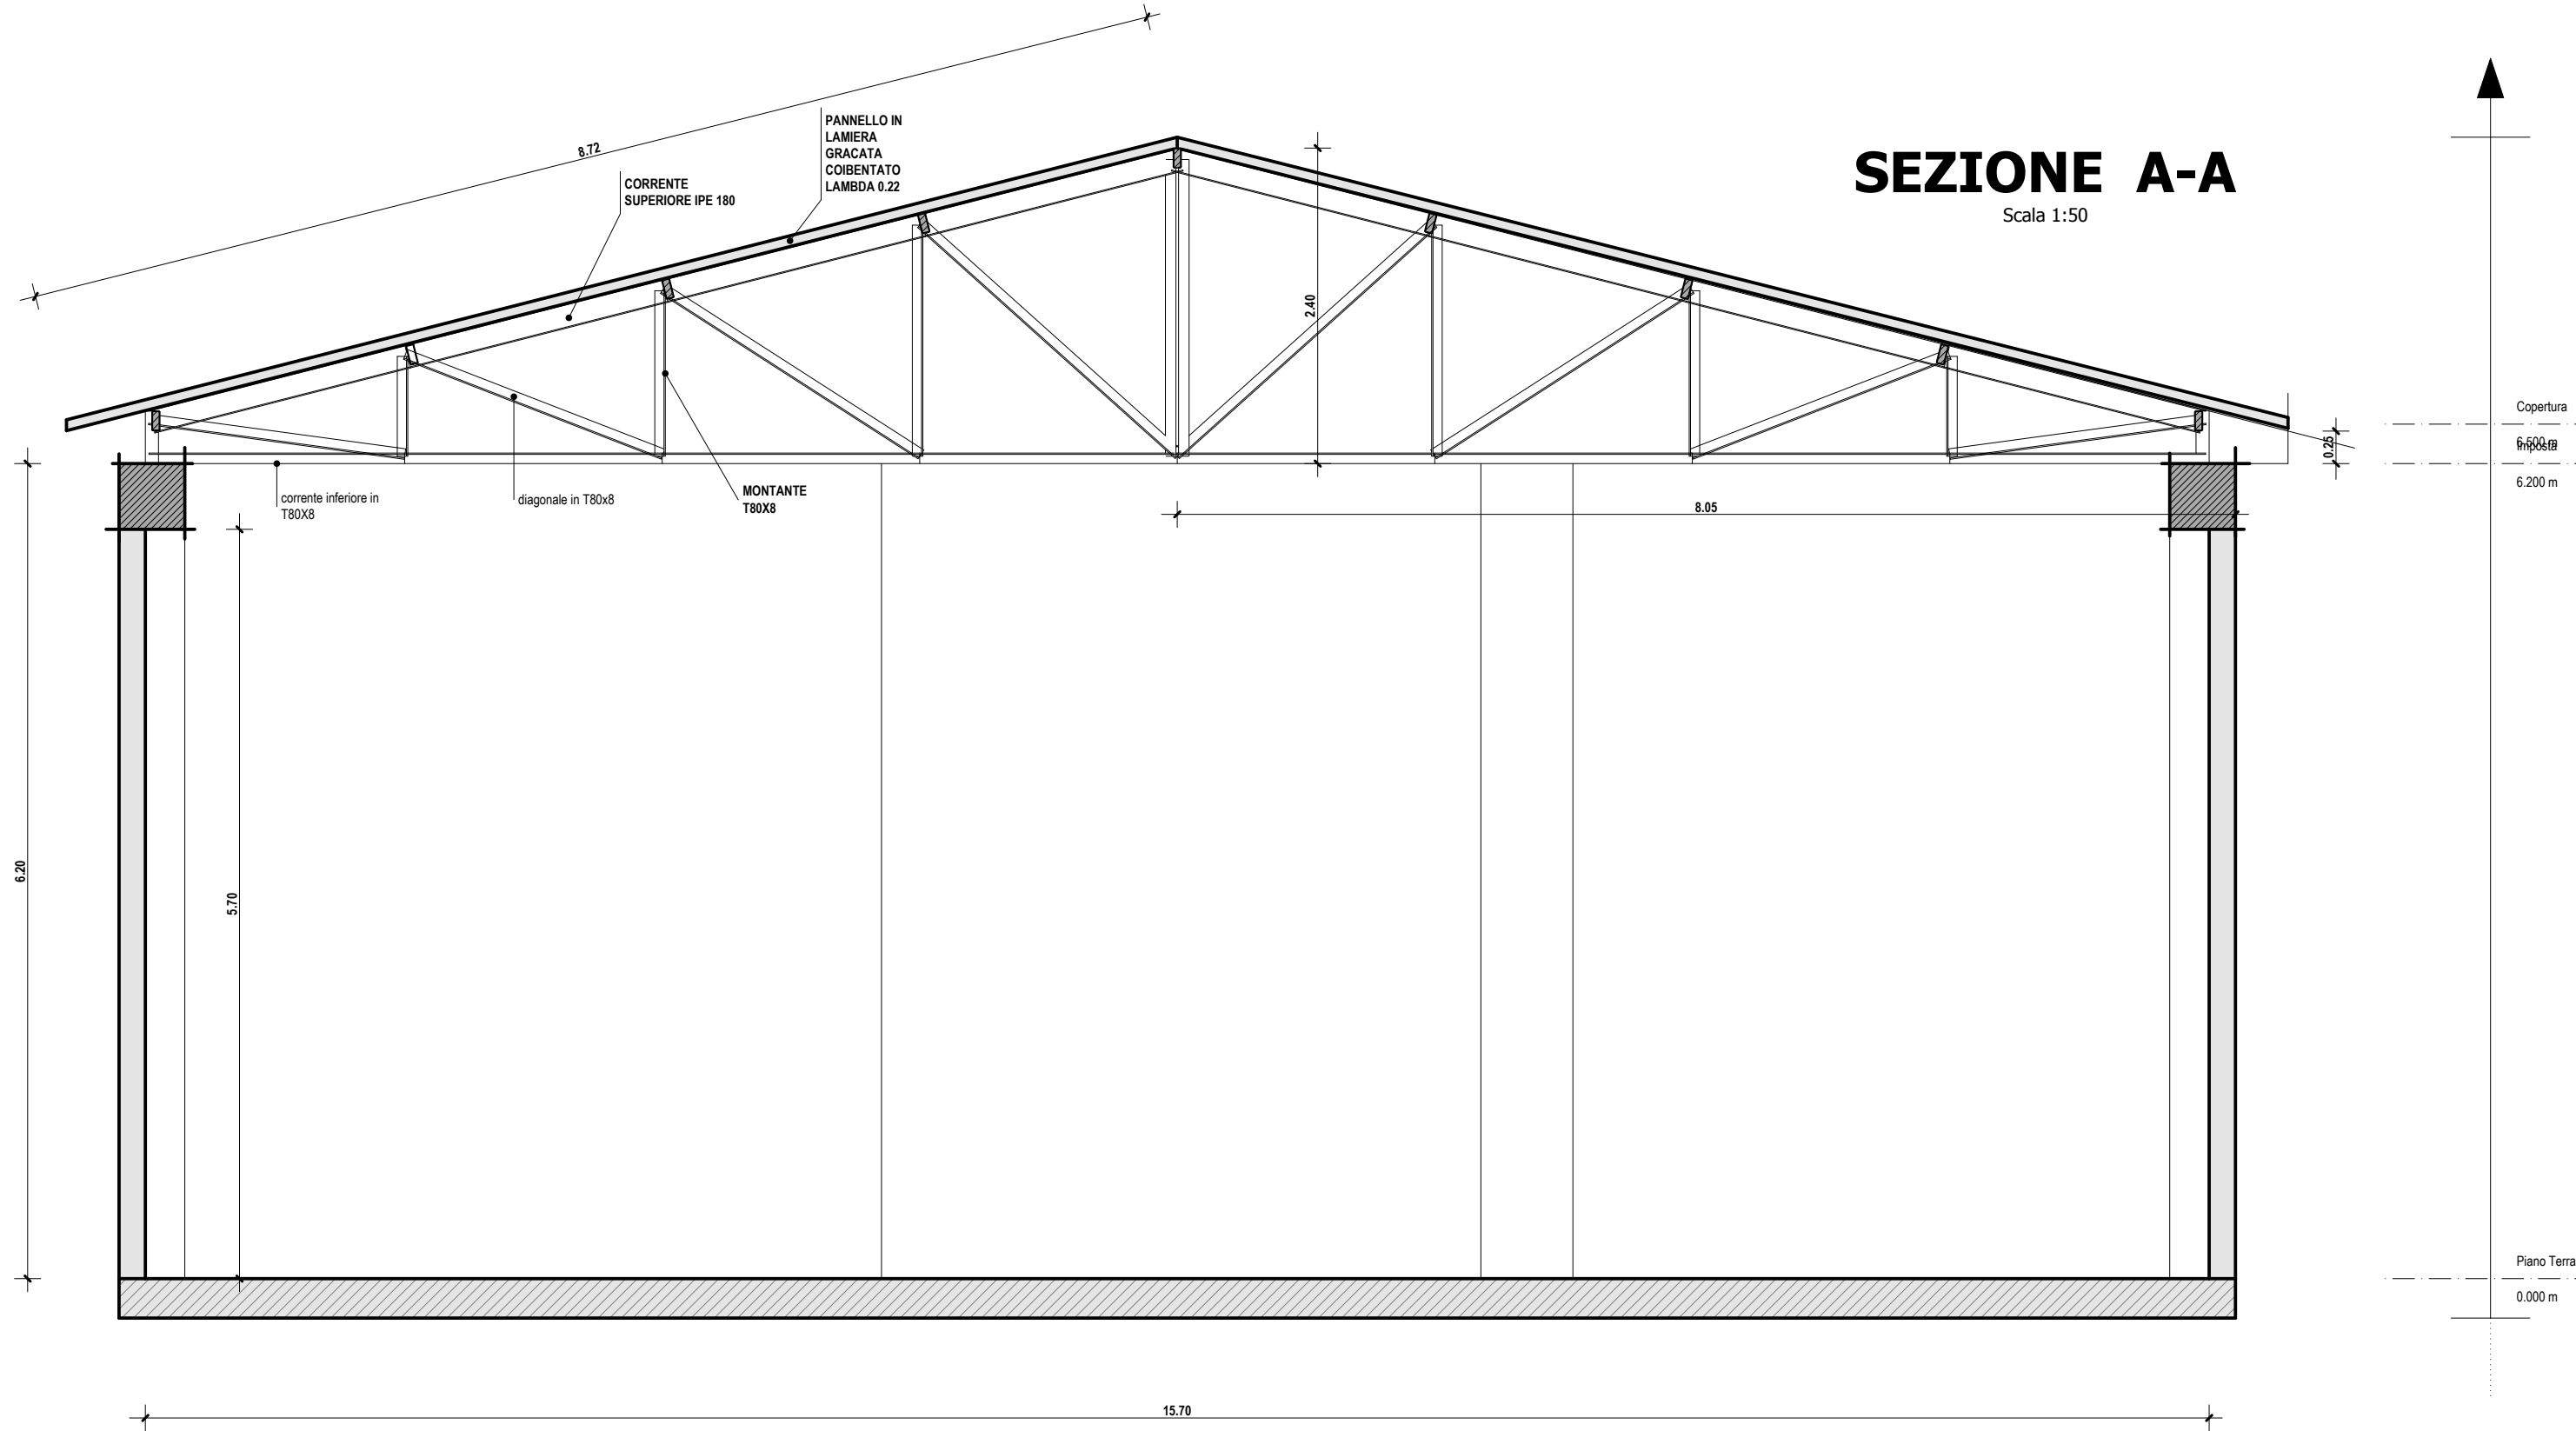 8.72
PANNELLO IN
LAMIERA
GRACATA
COIBENTATO
LAMBDA 0.22
CORRENTE
SUPERIORE IPE 180
SEZIONE A-A
Scala 1:50
2.40
Copertura
6.500 m
Imposta
6.200 m
0.25
corrente inferiore in
T80X8
diagonale in T80x8
MONTANTE
T80X8
8.05
6.20
5.70
Piano Terra
0.000 m
15.70